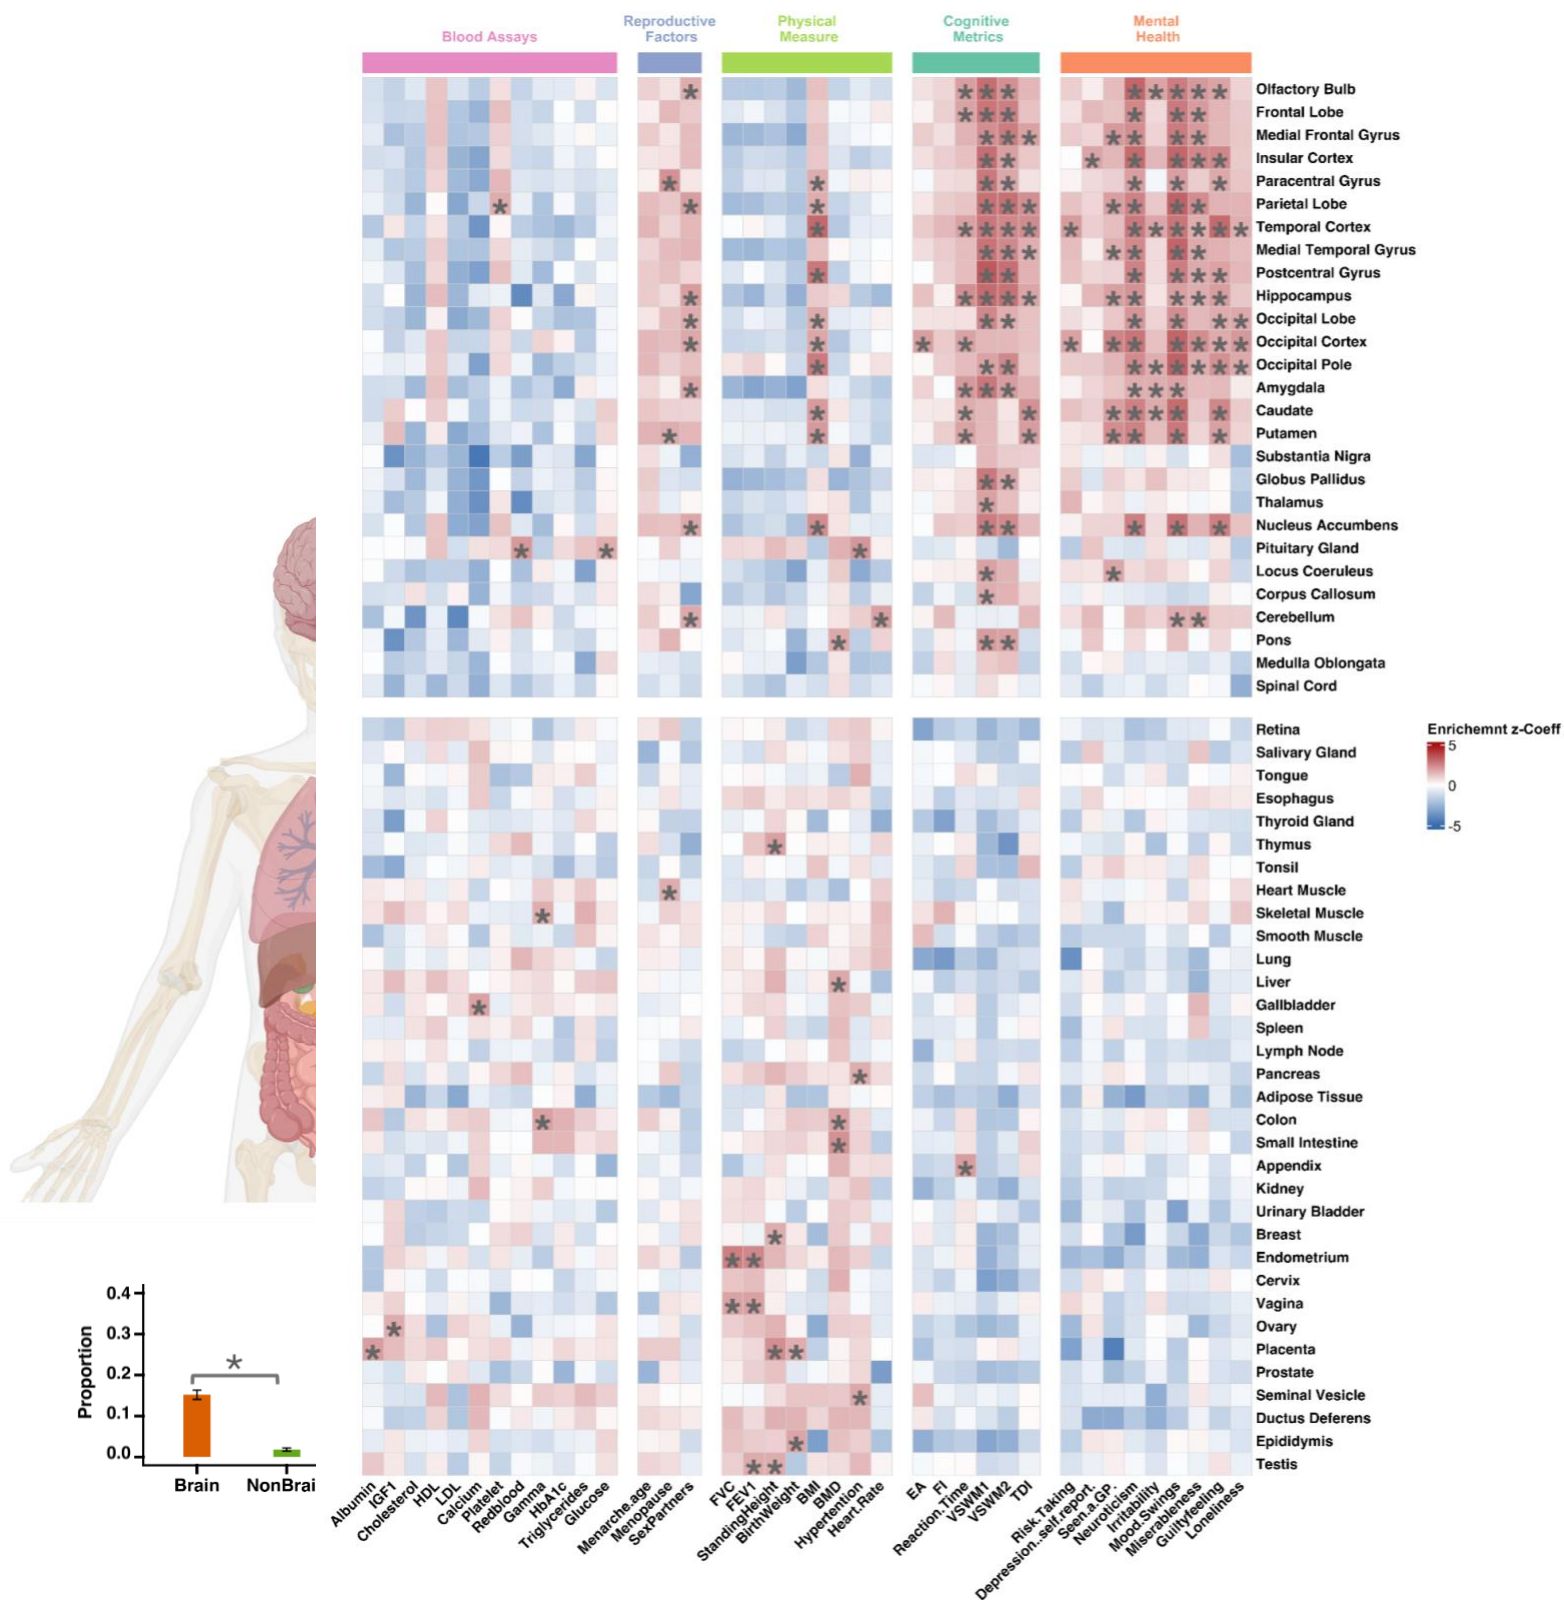 Blood Assays
Reproductive
Factors
Physical
Measure
Cognitive
Metrics
Mental
Health
Olfactory Bulb
Frontal Lobe
Medial Frontal Gyrus
Insular Cortex
Paracentral Gyrus
Parietal Lobe
Temporal Cortex
Medial Temporal Gyrus
Postcentral Gyrus
Hippocampus
Occipital Lobe
Occipital Cortex
Occipital Pole
Amygdala
Caudate
Putamen
Substantia Nigra
Globus Pallidus
Thalamus
Nucleus Accumbens
Pituitary Gland
Locus Coeruleus
Corpus Callosum
Cerebellum
Pons
Medulla Oblongata
Spinal Cord
Retina
Salivary Gland
Tongue
Esophagus
Thyroid Gland
Thymus
Tonsil
Heart Muscle
Skeletal Muscle
Smooth Muscle
Lung
Liver
Gallbladder
Spleen
Lymph Node
Pancreas
Adipose Tissue
Colon
Small Intestine
Appendix
Kidney
Urinary Bladder
Breast
Endometrium
Cervix
Vagina
Ovary
Placenta
Prostate
Seminal Vesicle
Ductus Deferens
Epididymis
Testis
Enrichemnt z-Coeff
5
0
-5
Proportion
0.4
0.3
0.2
0.1
0.0
*
Brain
NonBrai
Albumin
IGF1
Cholesterol
HDL
LDL
Calcium
Platelet
Redblood
Gamma
HbA1c
Triglycerides
Glucose
Menarche.age
Menopause
SexPartners
FVC
FEV1
StandingHeight
BirthWeight
BMI
BMD
Hypertention
Heart.Rate
EA
FI
Reaction.Time
VSWM1
VSWM2
TDI
Risk.Taking
Depression..self.report.
Seen.a.GP.
Neuroticism
Irritability
Mood.Swings
Miserableness
Guiltyfeeling
Loneliness